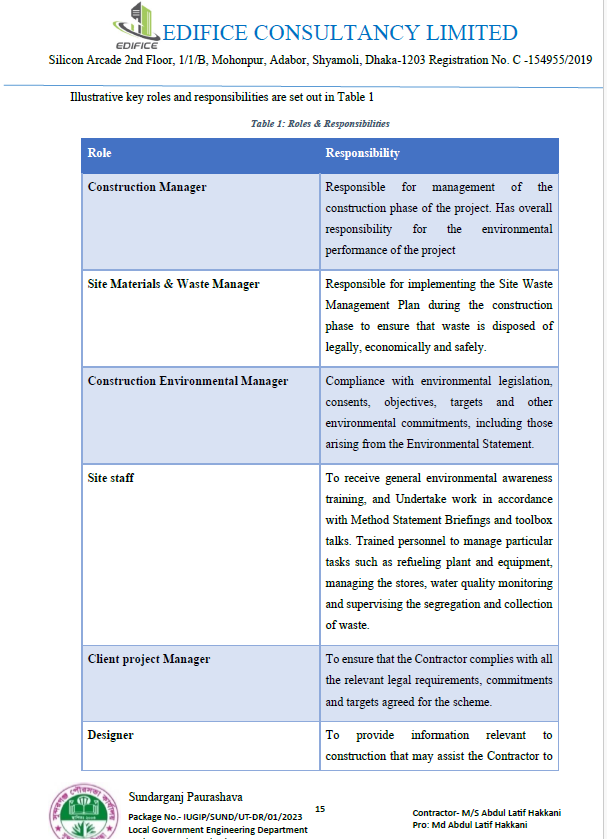 EDIFICE
EDIFICE CONSULTANCY LIMITED
Silicon Arcade 2nd Floor, 1/1/B, Mohonpur, Adabor, Shyamoli, Dhaka-1203 Registration No. C -154955/2019
Illustrative key roles and responsibilities are set out in Table 1
Table 1: Roles & Responsibilities
Role
Responsibility
Construction Manager
Responsible for management of the
construction phase of the project. Has overall
responsibility for the environmental
performance of the project
Site Materials & Waste Manager
Responsible for implementing the Site Waste
Management Plan during the construction
phase to ensure that waste is disposed of
legally, economically and safely.
Construction Environmental Manager
Compliance with environmental legislation,
consents, objectives, targets and other
environmental commitments, including those
arising from the Environmental Statement.
Site staff
To receive general environmental awareness
training, and Undertake work in accordance
with Method Statement Briefings and toolbox
talks. Trained personnel to manage particular
tasks such as refueling plant and equipment,
managing the stores, water quality monitoring
and supervising the segregation and collection
of waste.
Client project Manager
To ensure that the Contractor complies with all
the relevant legal requirements, commitments
and targets agreed for the scheme.
Designer
To provide information relevant to
construction that may assist the Contractor to
Sundarganj Paurashava
Package No.- IUGIP/SUND/UT-DR/01/2023
Local Government Engineering Department
15
Contractor- M/S Abdul Latif Hakkani
Pro: Md Abdul Latif Hakkani